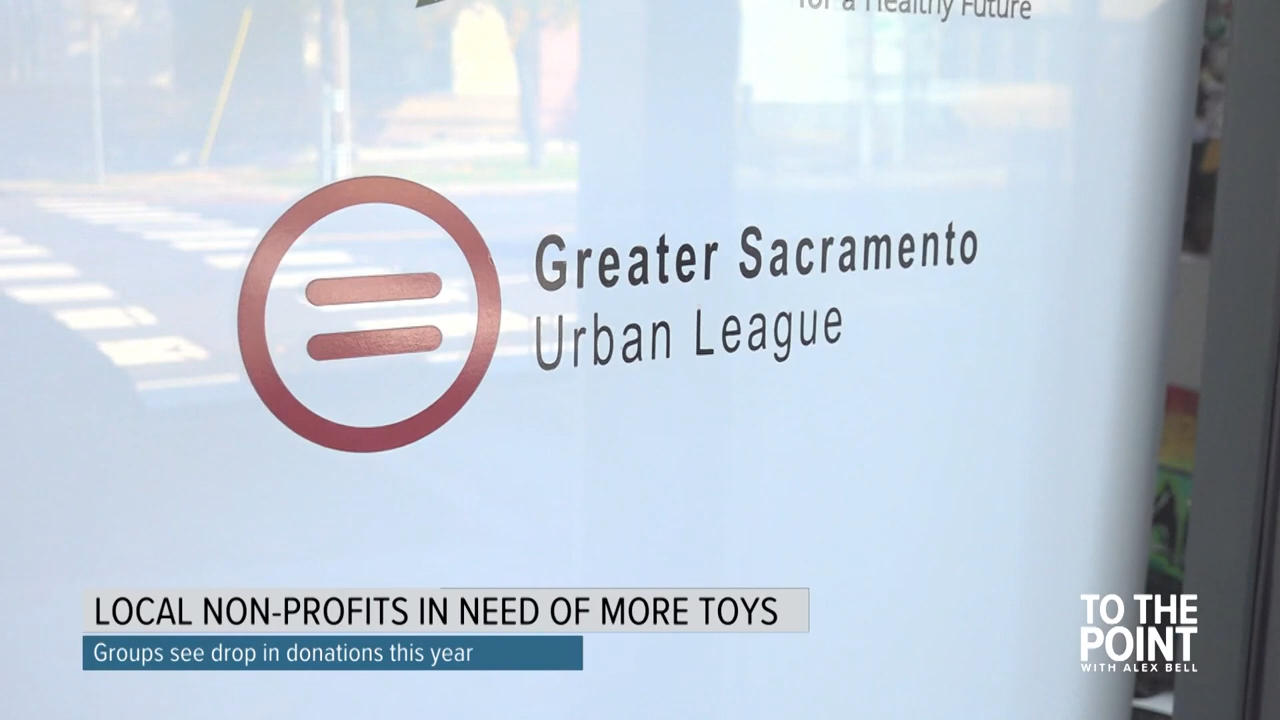 for a Healthy Future
Greater Sacramento
Urban League
LOCAL NON-PROFITS IN NEED OF MORE TOYS
Groups see drop in donations this year
TO THE
POINT
WITH ALEX BELL